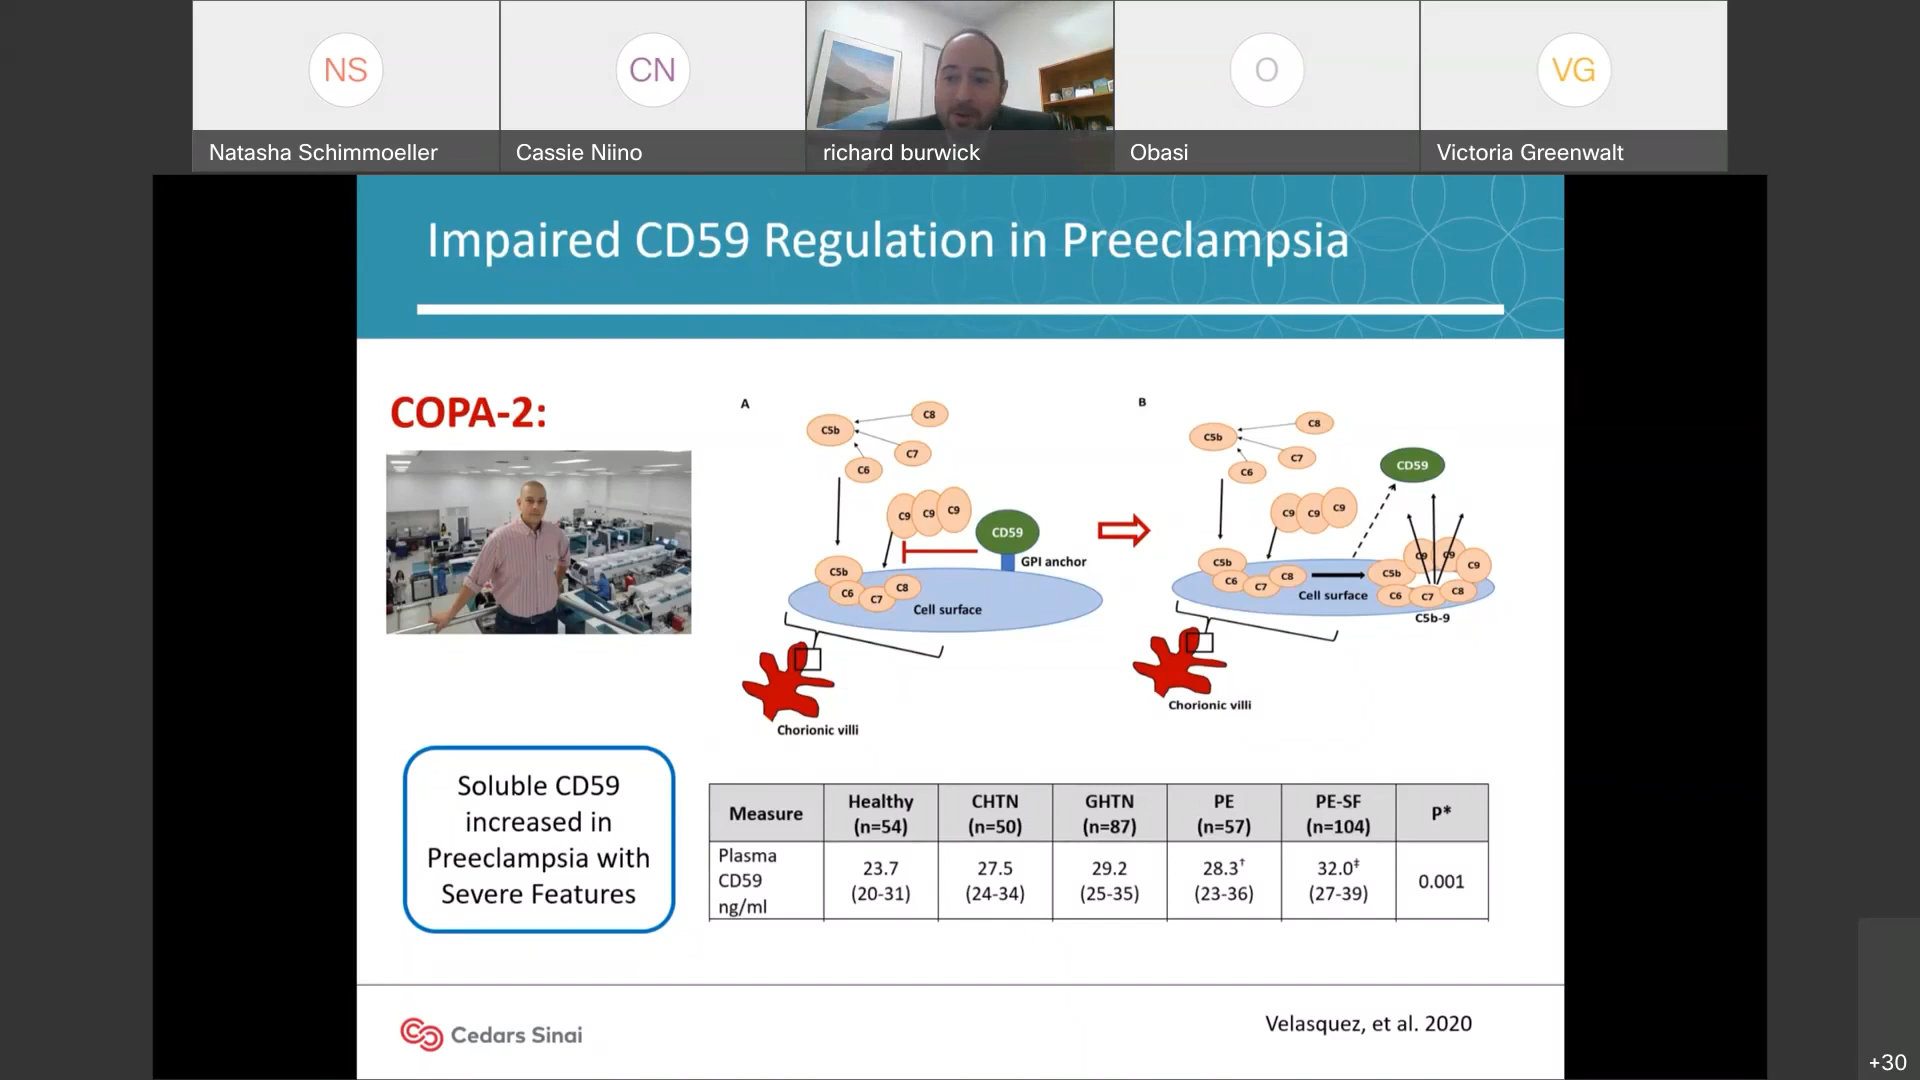 NS
CN
O
VG
Natasha Schimmoeller
Cassie Niino
richard burwick
Obasi
Victoria Greenwalt
Impaired CD59 Regulation in Preeclampsia
COPA-2:
A
C5b
C8
C7
C6
C9 C9 C9
CD59
GPI anchor
C5b
C6
C7
C8
Cell surface
Chorionic villi
B
C5b
C8
C7
C6
CD59
C9 C9 C9
C5b
C6
C7
C8
Cell surface
C5b
C9
C9
C9
C6
C7
C8
C5b-9
Chorionic villi
Soluble CD59
increased in
Preeclampsia with
Severe Features
Measure Healthy (n=54) CHTN (n=50) GHTN (n=87) PE (n=57) PE-SF (n=104) P*
Plasma CD59 ng/ml 23.7 (20-31) 27.5 (24-34) 29.2 (25-35) 28.3† (23-36) 32.0‡ (27-39) 0.001
Cedars Sinai
Velasquez, et al. 2020
+30